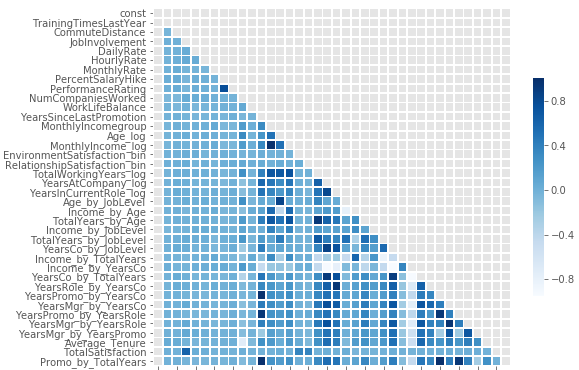 const
TrainingTimesLastYear
CommuteDistance
JobInvolvement
DailyRate
HourlyRate
MonthlyRate
PercentSalaryHike
PerformanceRating
NumCompaniesWorked
WorkLifeBalance
YearsSinceLastPromotion
MonthlyIncomegroup
Age_log
MonthlyIncome_log
EnvironmentSatisfaction_bin
RelationshipSatisfaction_bin
TotalWorkingYears_log
YearsAtCompany_log
YearsInCurrentRole_log
Age_by_JobLevel
Income_by_Age
TotalYears_by_Age
Income_by_JobLevel
TotalYears_by_JobLevel
YearsCo_by_JobLevel
Income_by_TotalYears
Income_by_YearsCo
YearsCo_by_TotalYears
YearsRole_by_YearsCo
YearsPromo_by_YearsCo
YearsMgr_by_YearsCo
YearsPromo_by_YearsRole
YearsMgr_by_YearsRole
YearsMgr_by_YearsPromo
Average_Tenure
TotalSatisfaction
Promo_by_TotalYears
0.8
0.4
0.0
−0.4
−0.8